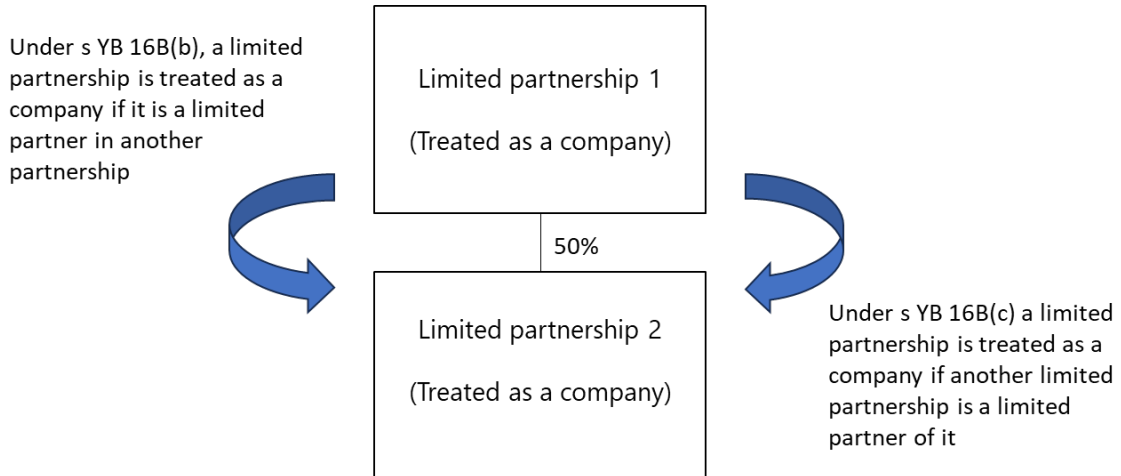 Under s YB 16B(b), a limited
partnership is treated as a
company if it is a limited
partner in another
partnership
Limited partnership 1
(Treated as a company)
50%
Limited partnership 2
(Treated as a company)
Under s YB 16B(c) a limited
partnership is treated as a
company if another limited
partnership is a limited
partner of it